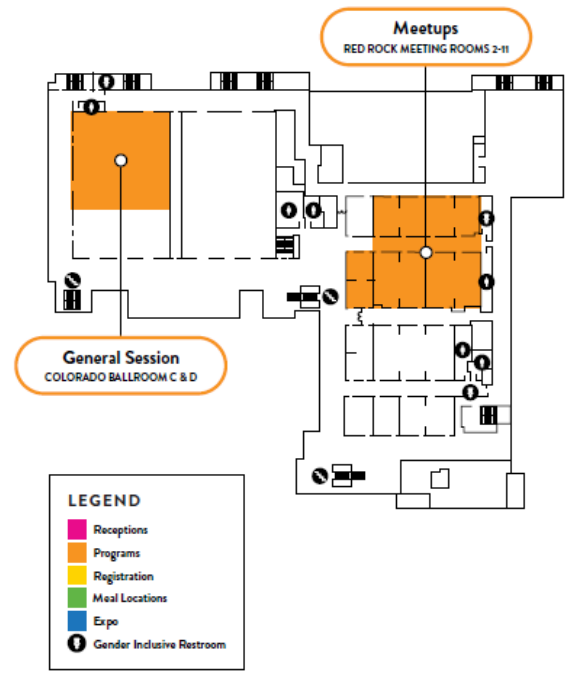 Meetups
RED ROCK MEETING ROOMS 2-11
General Session
COLORADO BALLROOM C & D
LEGEND
Receptions
Programs
Registration
Meal Locations
Expo
Gender Inclusive Restroom